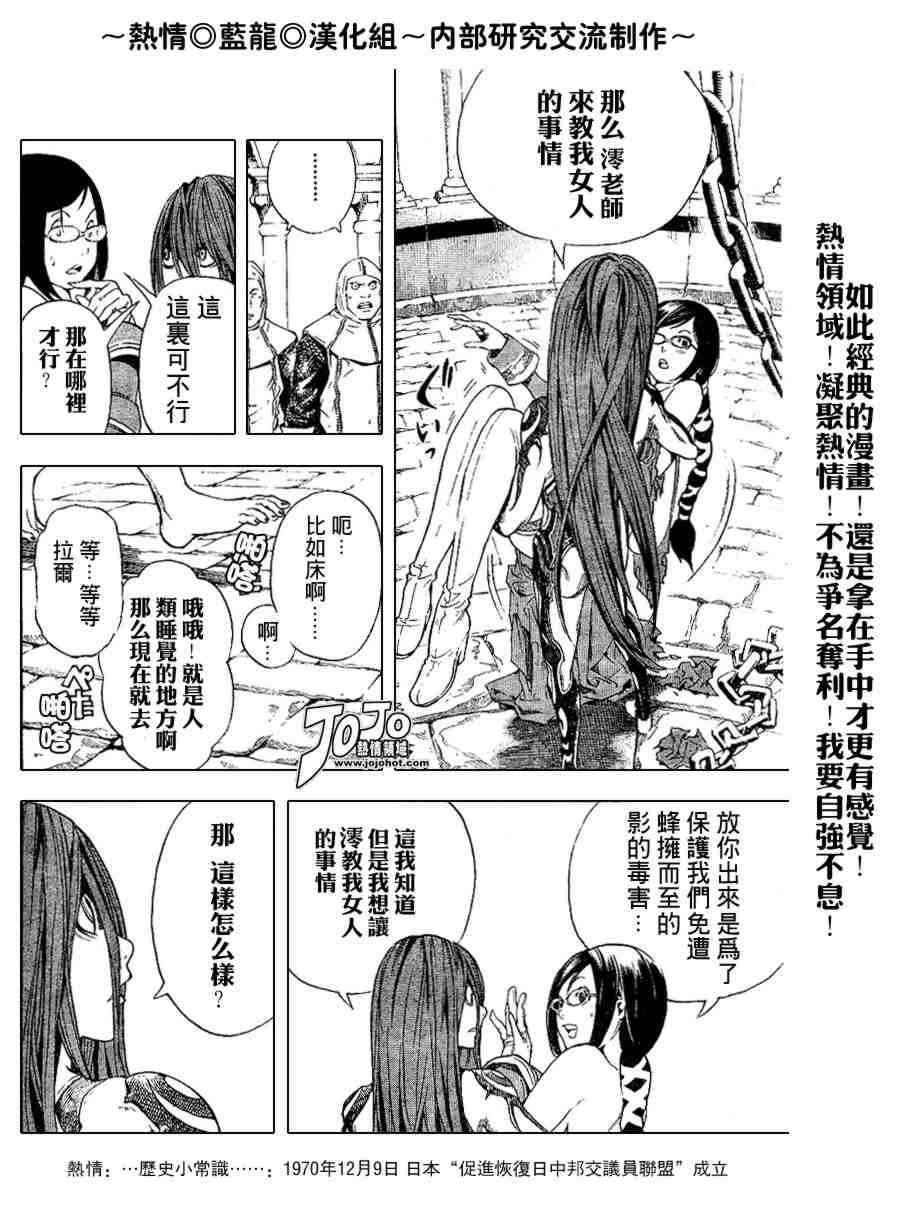 ～熱情◎藍龍◎漢化組～内部研究交流制作～
如此經典的漫畫！還是拿在手中才更有感覺！
熱情領域！凝聚熱情！不為爭名奪利！我要自強不息！
那么 澪老師
來教我女人
的事情
ぐい
…………
這
這裏可不行
那在哪裡
才行？
呃…
比如床啊……
啊…
哦哦！就是人
類睡覺的地方啊
那么現在就去
等…等等
拉爾
JOJO
熱情領域
www.jojohot.com
放你出來是爲了
保護我們免遭
蜂擁而至的
影的毒害…
這我知道
但是我想讓
澪教我女人
的事情
那 這樣怎么樣？
熱情：…歷史小常識……：1970年12月9日 日本“促進恢復日中邦交議員聯盟”成立